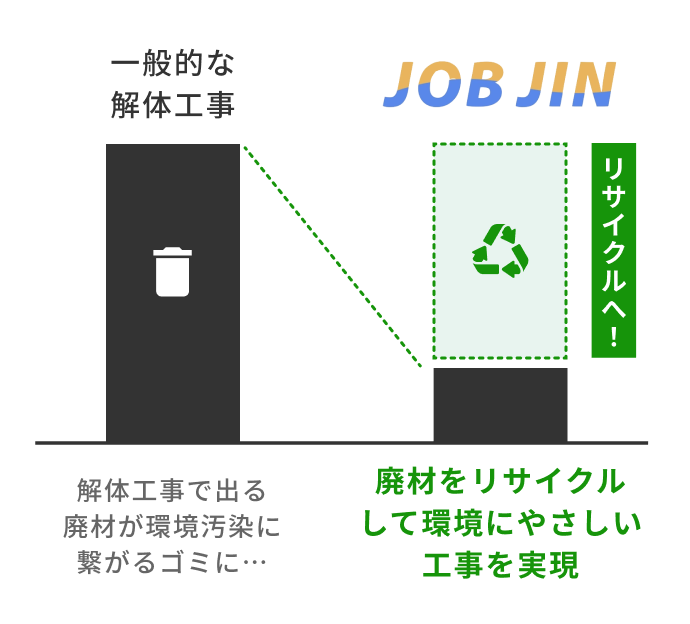 一般的な
解体工事
JOB JIN
リサイクルへ！
解体工事で出る
廃材が環境汚染に
繋がるゴミに…
廃材をリサイクル
して環境にやさしい
工事を実現